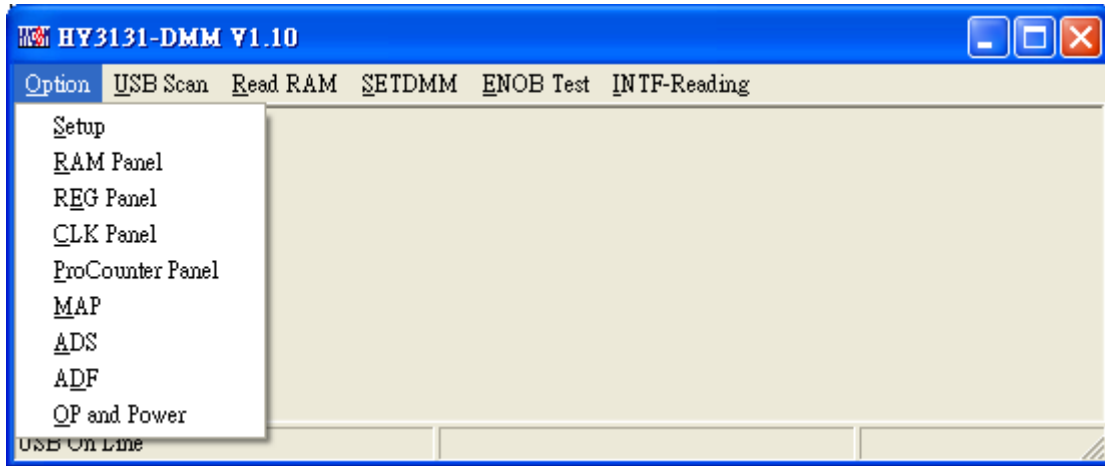 HY3131-DMM V1.10
Option USB Scan Read RAM SETDMM ENOB Test INTF-Reading
Setup
RAM Panel
REG Panel
CLK Panel
ProCounter Panel
MAP
ADS
ADF
OP and Power
USB On Line